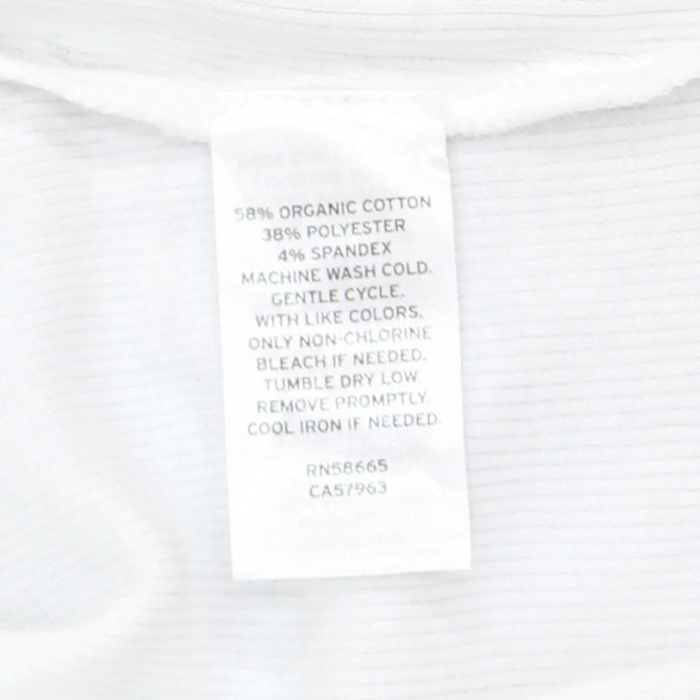 58% ORGANIC COTTON
38% POLYESTER
4% SPANDEX
MACHINE WASH COLD.
GENTLE CYCLE.
WITH LIKE COLORS.
ONLY NON-CHLORINE
BLEACH IF NEEDED.
TUMBLE DRY LOW.
REMOVE PROMPTLY.
COOL IRON IF NEEDED.
RN58665
CA57963